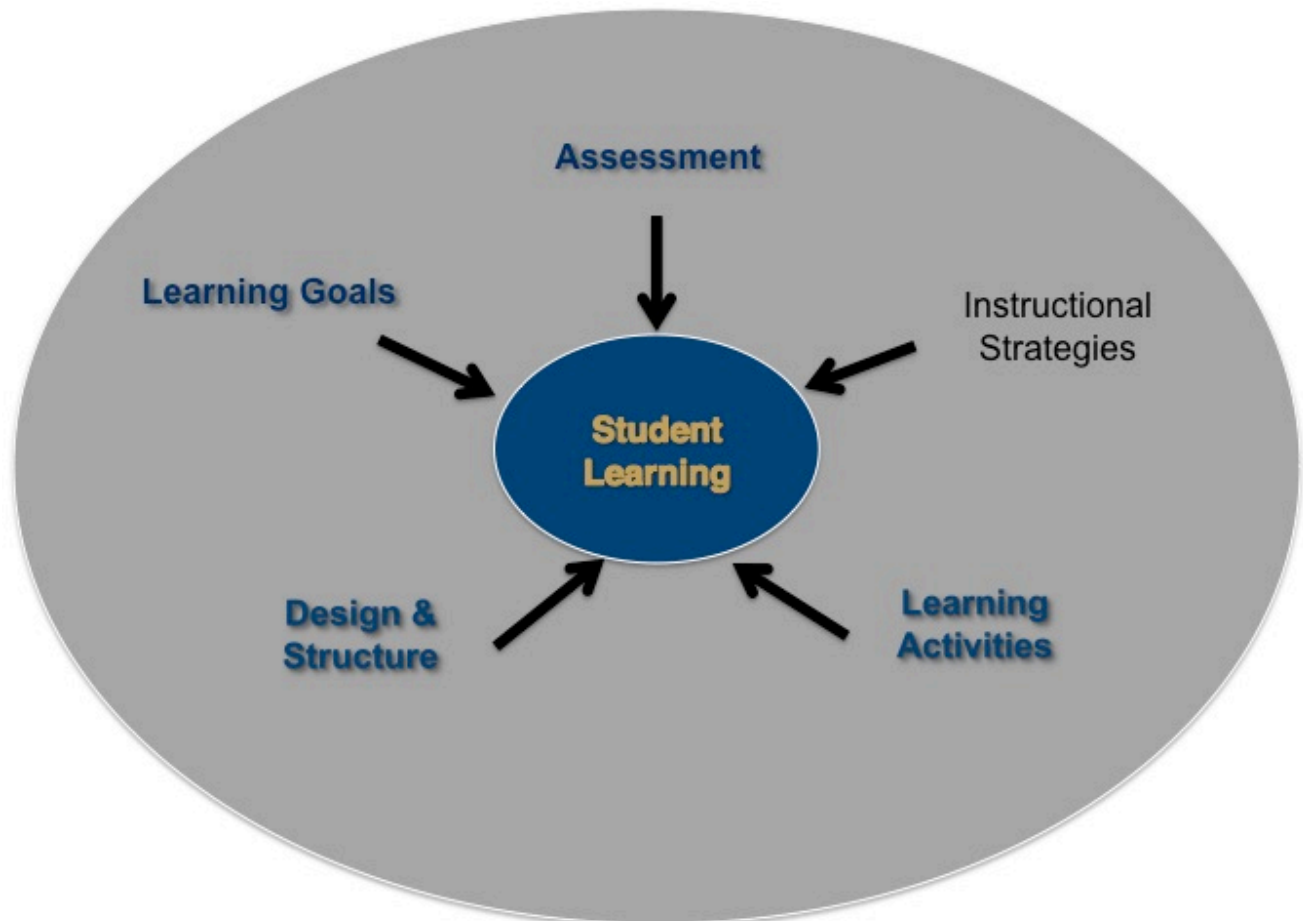 Assessment
Learning Goals
Instructional
Strategies
Student
Learning
Design &
Structure
Learning
Activities